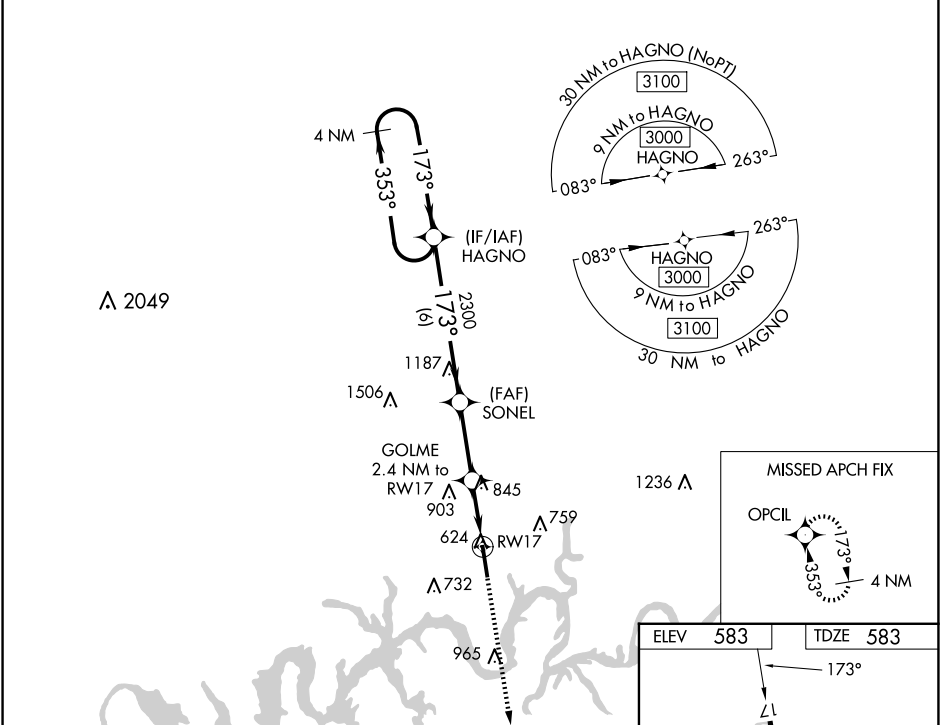 30 NM to HAGNO (NoPT)
3100
9 NM to HAGNO
3000
HAGNO
083°
263°
4 NM
173°
353°
(IF/IAF)
HAGNO
263°
083°
HAGNO
3000
9 NM to HAGNO
3100
30 NM to HAGNO
2049
2300
173°
(6)
1187
1506
(FAF)
SONEL
GOLME
2.4 NM to
RW17
845
903
1236
759
624
RW17
732
965
MISSED APCH FIX
OPCIL
173°
353°
4 NM
ELEV 583
TDZE 583
173°
17